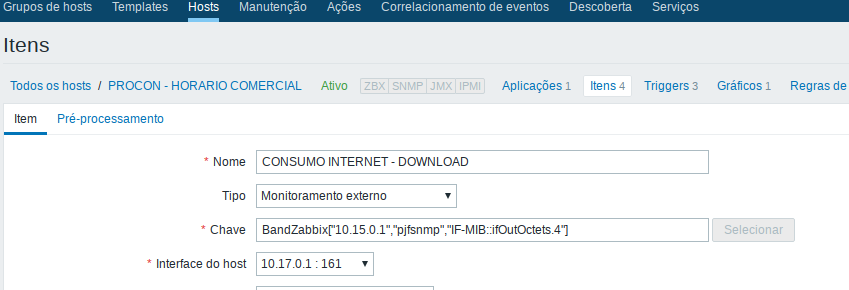 Grupos de hosts Templates Hosts Manutenção Ações Correlacionamento de eventos Descoberta Serviços
Itens
Todos os hosts / PROCON - HORARIO COMERCIAL Ativo ZBX SNMP JMX IPMI Aplicações 1 Itens 4 Triggers 3 Gráficos 1 Regras de
Item Pré-processamento
* Nome CONSUMO INTERNET - DOWNLOAD
Tipo Monitoramento externo
* Chave BandZabbix["10.15.0.1","pjfsnmp","IF-MIB::ifOutOctets.4"] Selecionar
* Interface do host 10.17.0.1 : 161